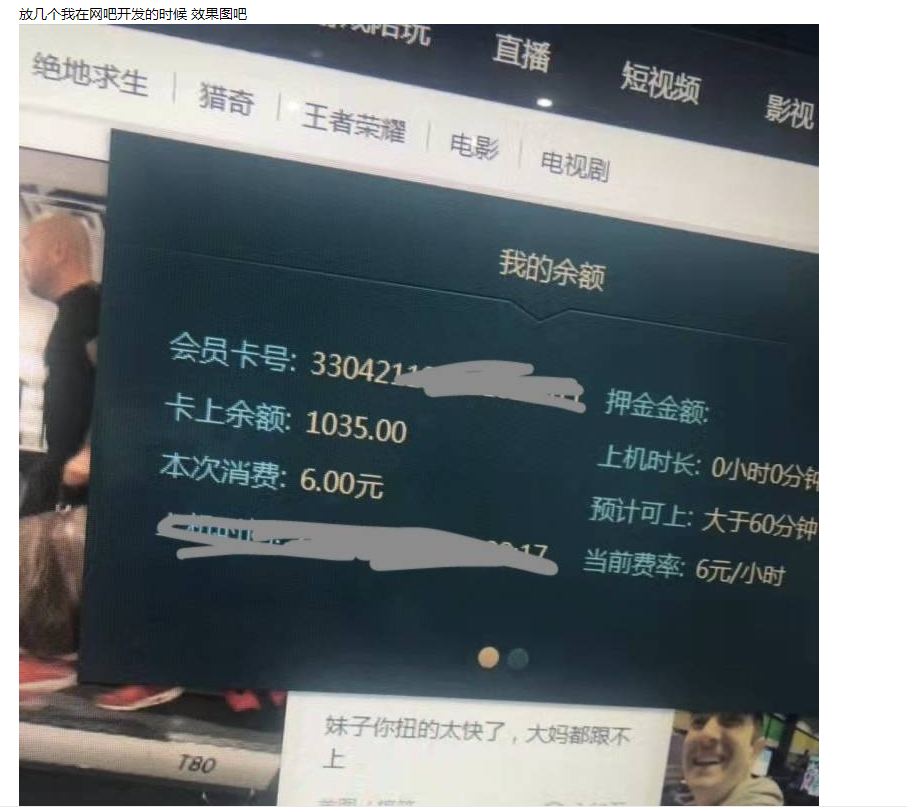 放几个我在网吧开发的时候 效果图吧
直播 短视频 影视
绝地求生 猎奇 王者荣耀 电影 电视剧
我的余额
会员卡号: 3304211
押金金额:
卡上余额: 1035.00
上机时长: 0小时0分钟
本次消费: 6.00元
预计可上: 大于60分钟
当前费率: 6元/小时
妹子你扭的太快了，大妈都跟不
上
T80